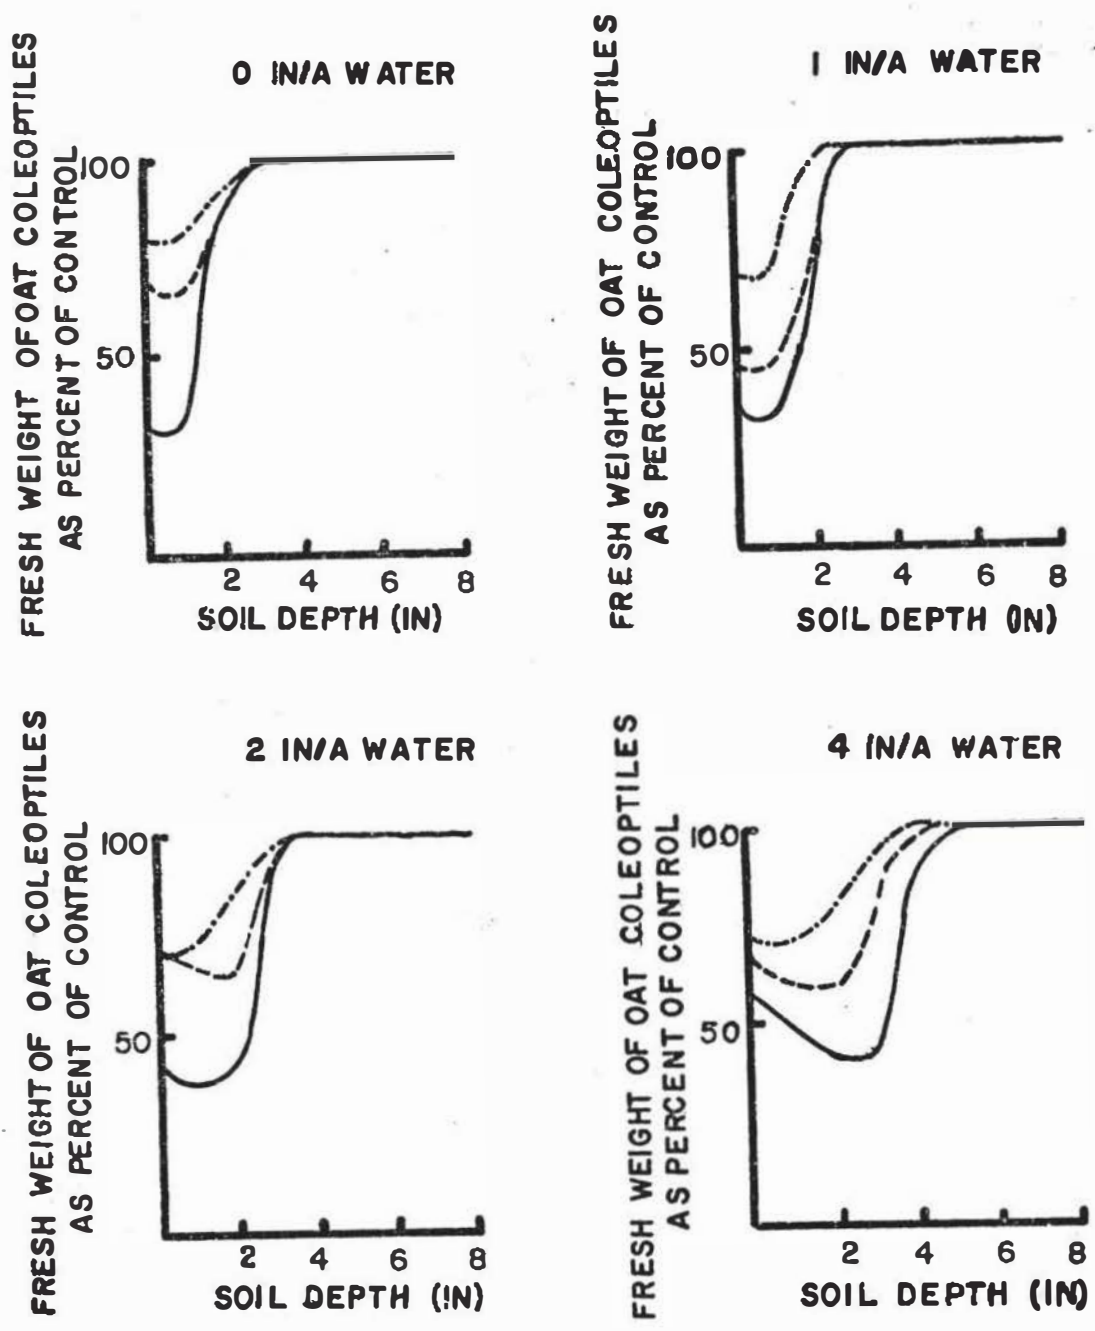 0 IN/A WATER
FRESH WEIGHT OF OAT COLEOPTILES
AS PERCENT OF CONTROL
100
50
2 4 6 8
SOIL DEPTH (IN)
1 IN/A WATER
FRESH WEIGHT OF OAT COLEOPTILES
AS PERCENT OF CONTROL
100
50
2 4 6 8
SOIL DEPTH (IN)
2 IN/A WATER
FRESH WEIGHT OF OAT COLEOPTILES
AS PERCENT OF CONTROL
100
50
2 4 6 8
SOIL DEPTH (IN)
4 IN/A WATER
FRESH WEIGHT OF OAT COLEOPTILES
AS PERCENT OF CONTROL
100
50
2 4 6 8
SOIL DEPTH (IN)